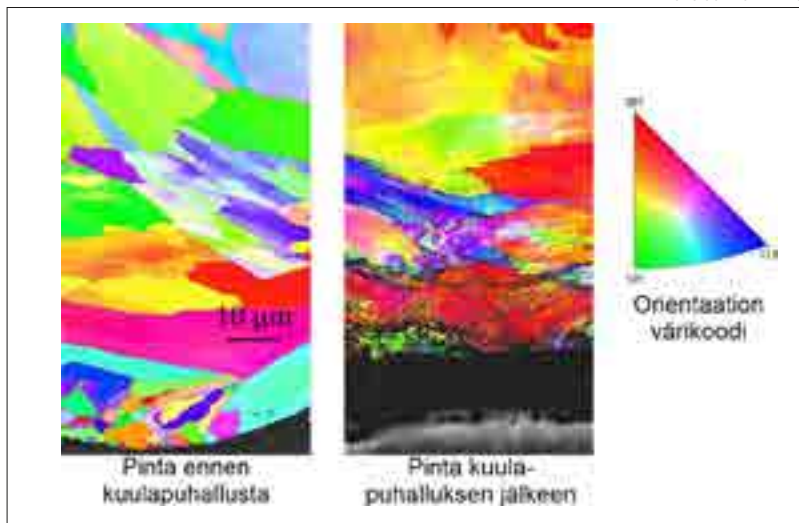 10 µm
Orientaation
värikoodi
Pinta ennen
kuulapuhallusta
Pinta kuula-
puhalluksen jälkeen